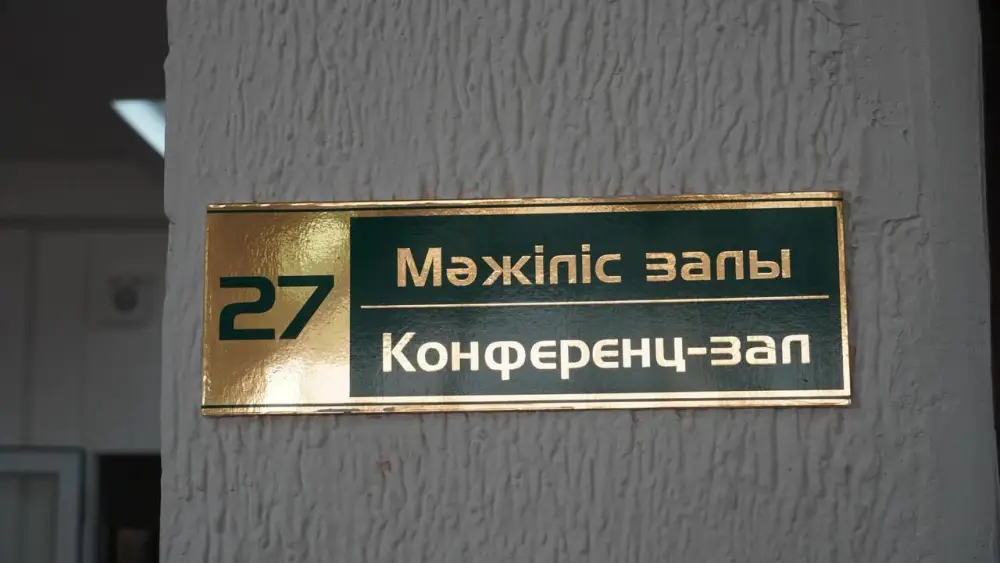 27
Мәжіліс залы
Конференц-зал